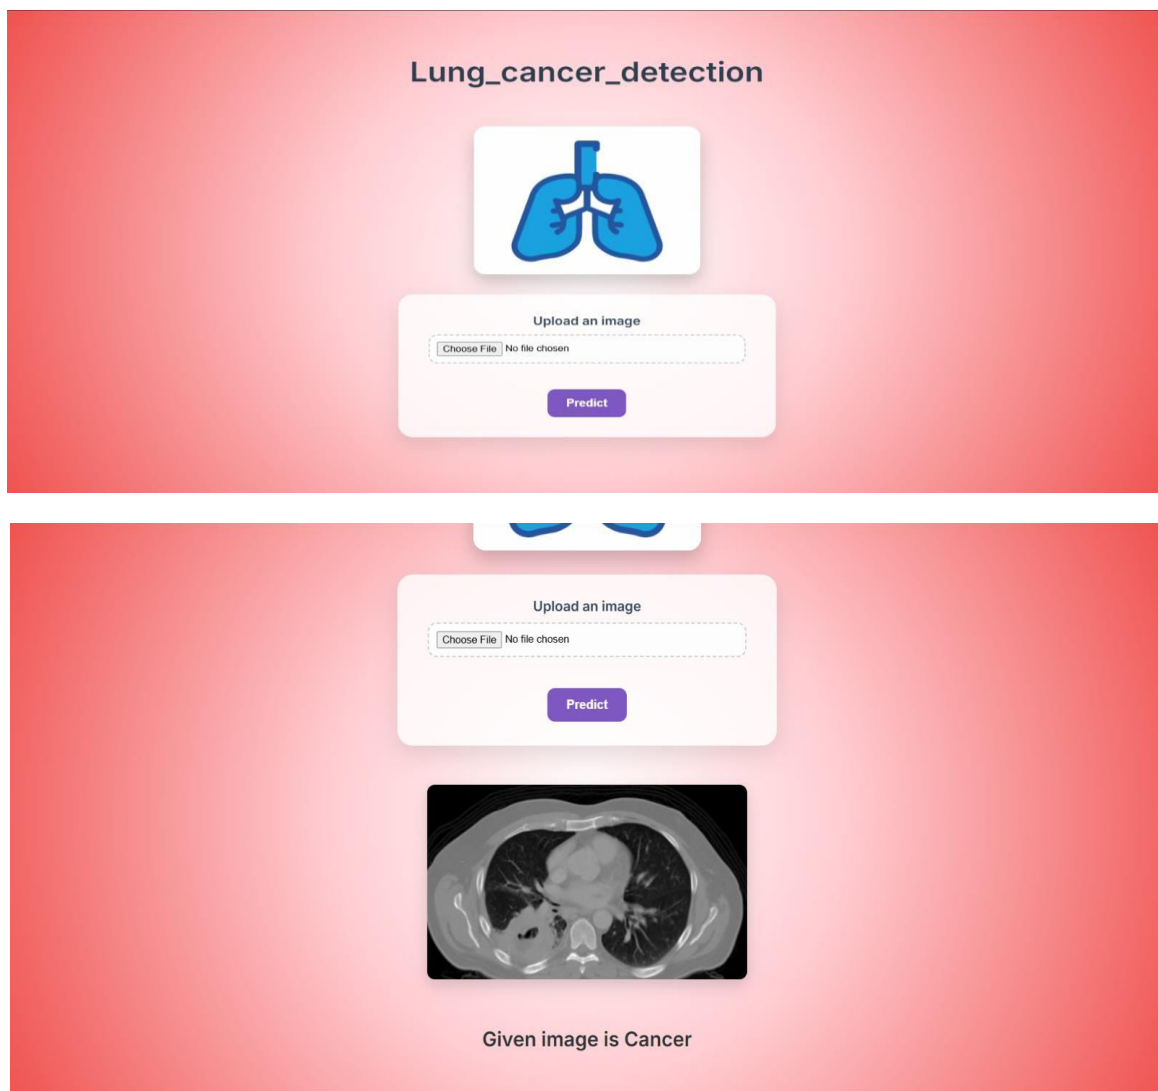 Lung_cancer_detection
Upload an image
Choose File No file chosen
Predict
Upload an image
Choose File No file chosen
Predict
Given image is Cancer